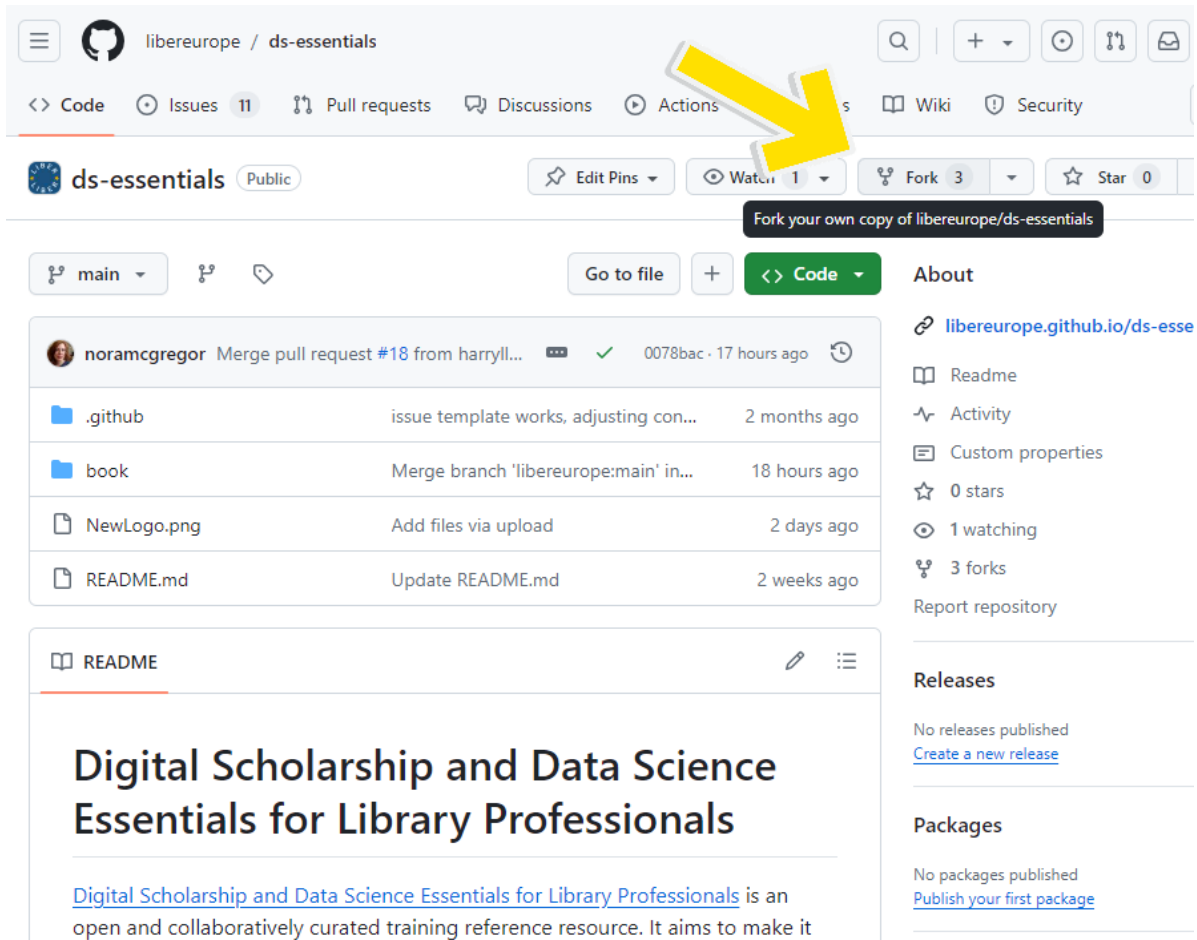 libereurope / ds-essentials
Code Issues 11 Pull requests Discussions Actions s Wiki Security
ds-essentials Public Edit Pins Watch 1 Fork 3 Star 0
Fork your own copy of libereurope/ds-essentials
main Go to file Code About
libereurope.github.io/ds-esse
noramcgregor Merge pull request #18 from harryll... 0078bac · 17 hours ago
Readme
.github issue template works, adjusting con... 2 months ago
Activity
Custom properties
book Merge branch 'libereurope:main' in... 18 hours ago
0 stars
NewLogo.png Add files via upload 2 days ago
1 watching
3 forks
README.md Update README.md 2 weeks ago
Report repository
README
Releases
No releases published
Create a new release
Digital Scholarship and Data Science
Essentials for Library Professionals
Packages
No packages published
Publish your first package
Digital Scholarship and Data Science Essentials for Library Professionals is an
open and collaboratively curated training reference resource. It aims to make it